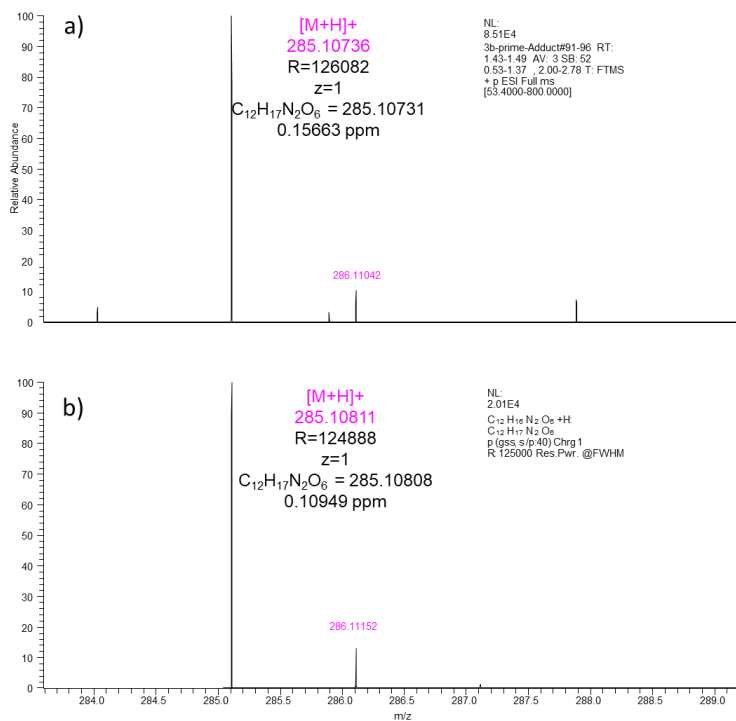 a)
[M+H]+
285.10736
R=126082
z=1
C₁₂H₁₇N₂O₆ = 285.10731
0.15663 ppm
NL:
8.51E4
3b-prime-Adduct#91-96 RT:
1.43-1.49 AV: 3 SB: 52
0.53-1.37 , 2.00-2.78 T: FTMS
+ p ESI Full ms
[53.4000-800.0000]
286.11042
Relative Abundance
100
90
80
70
60
50
40
30
20
10
0
b)
[M+H]+
285.10811
R=124888
z=1
C₁₂H₁₇N₂O₆ = 285.10808
0.10949 ppm
NL:
2.01E4
C₁₂ H₁₆ N₂ O₆ +H:
C₁₂ H₁₇ N₂ O₆
p (gss, s /p:40) Chrg 1
R: 125000 Res.Pwr. @FWHM
286.11152
100
90
80
70
60
50
40
30
20
10
0
284.0 284.5 285.0 285.5 286.0 286.5 287.0 287.5 288.0 288.5 289.0
m/z